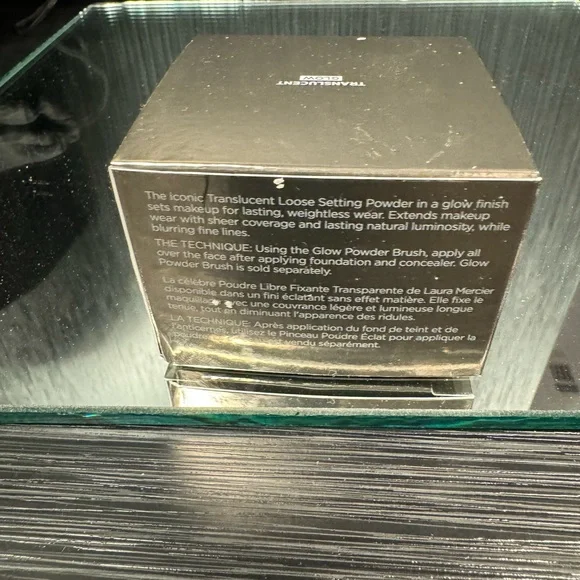 TRANSLUCENT
GLOW
The iconic Translucent Loose Setting Powder in a glow finish
sets makeup for lasting, weightless wear. Extends makeup
wear with sheer coverage and lasting natural luminosity, while
blurring fine lines.
THE TECHNIQUE: Using the Glow Powder Brush, apply all
over the face after applying foundation and concealer. Glow
Powder Brush is sold separately.
La célèbre Poudre Libre Fixante Transparente de Laura Mercier
disponible dans un fini éclatant sans effet matière. Elle fixe le
maquillage avec une couvrance légère et lumineuse longue
tenue, tout en diminuant l'apparence des ridules.
LA TECHNIQUE: Après application du fond de teint et de
l'anticernes, utilisez le Pinceau Poudre Éclat pour appliquer la
poudre vendu séparément.